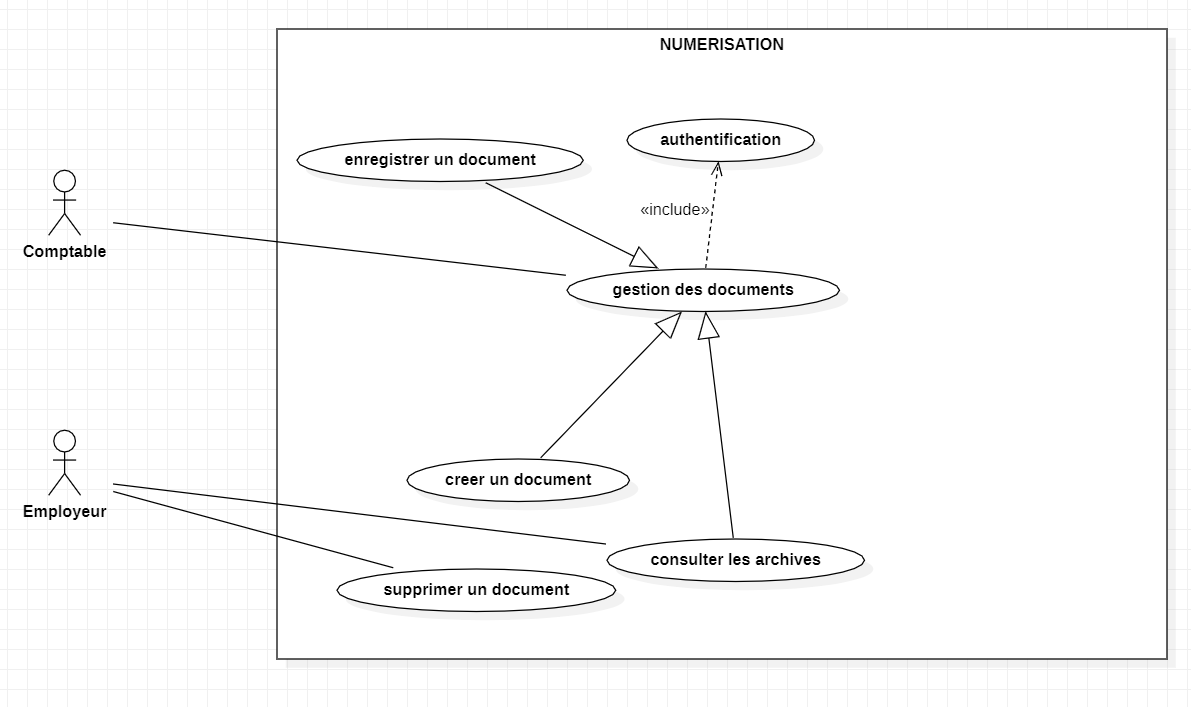 NUMERISATION
authentification
enregistrer un document
«include»
Comptable
gestion des documents
creer un document
Employeur
consulter les archives
supprimer un document